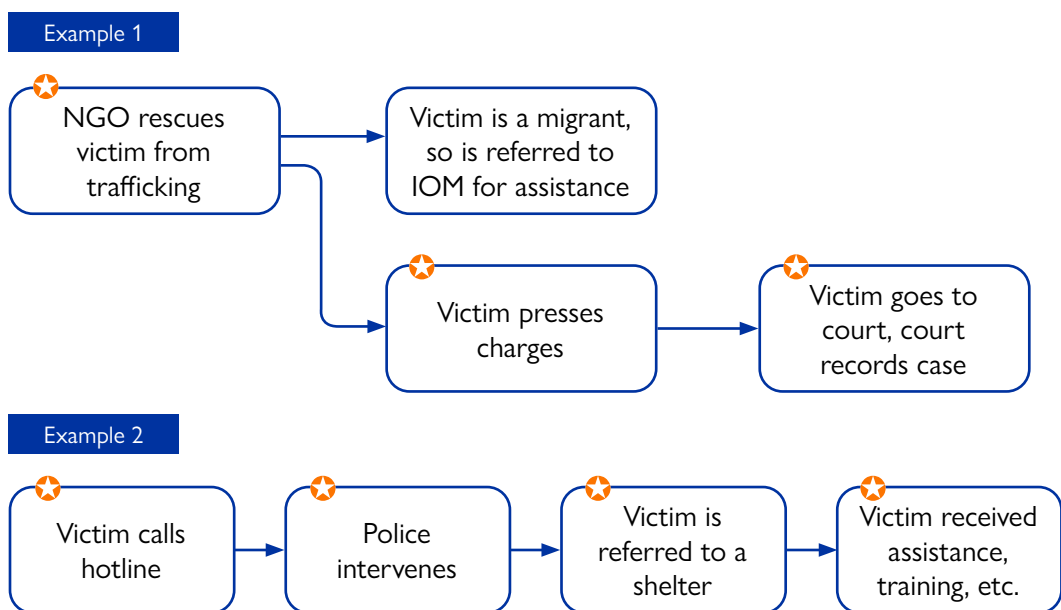 Example 1
NGO rescues
victim from
trafficking
Victim is a migrant,
so is referred to
IOM for assistance
Victim presses
charges
Victim goes to
court, court
records case
Example 2
Victim calls
hotline
Police
intervenes
Victim is
referred to a
shelter
Victim received
assistance,
training, etc.